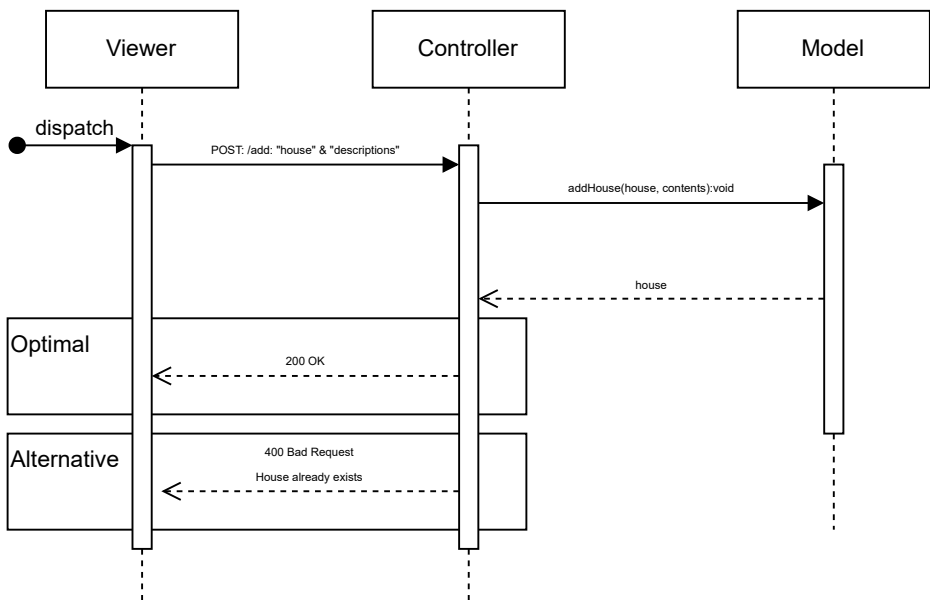 Viewer
Controller
Model
dispatch
POST: /add: "house" & "descriptions"
addHouse(house, contents):void
house
Optimal
200 OK
Alternative
400 Bad Request
House already exists